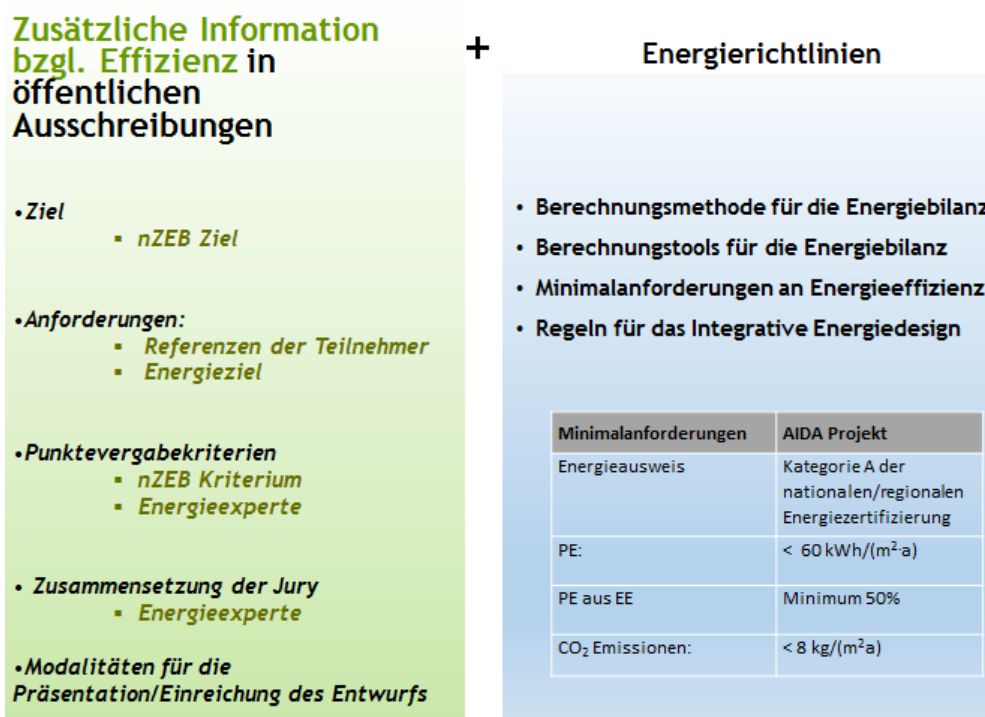 Zusätzliche Information
bzgl. Effizienz in
öffentlichen
Ausschreibungen
•Ziel
▪ nZEB Ziel
•Anforderungen:
▪ Referenzen der Teilnehmer
▪ Energieziel
•Punktevergabekriterien
▪ nZEB Kriterium
▪ Energieexperte
• Zusammensetzung der Jury
▪ Energieexperte
•Modalitäten für die
Präsentation/Einreichung des Entwurfs
+
Energierichtlinien
• Berechnungsmethode für die Energiebilanz
• Berechnungstools für die Energiebilanz
• Minimalanforderungen an Energieeffizienz
• Regeln für das Integrative Energiedesign
Minimalanforderungen AIDA Projekt
Energieausweis Kategorie A der
nationalen/regionalen
Energiezertifizierung
PE: < 60 kWh/(m²·a)
PE aus EE Minimum 50%
CO₂ Emissionen: < 8 kg/(m²a)